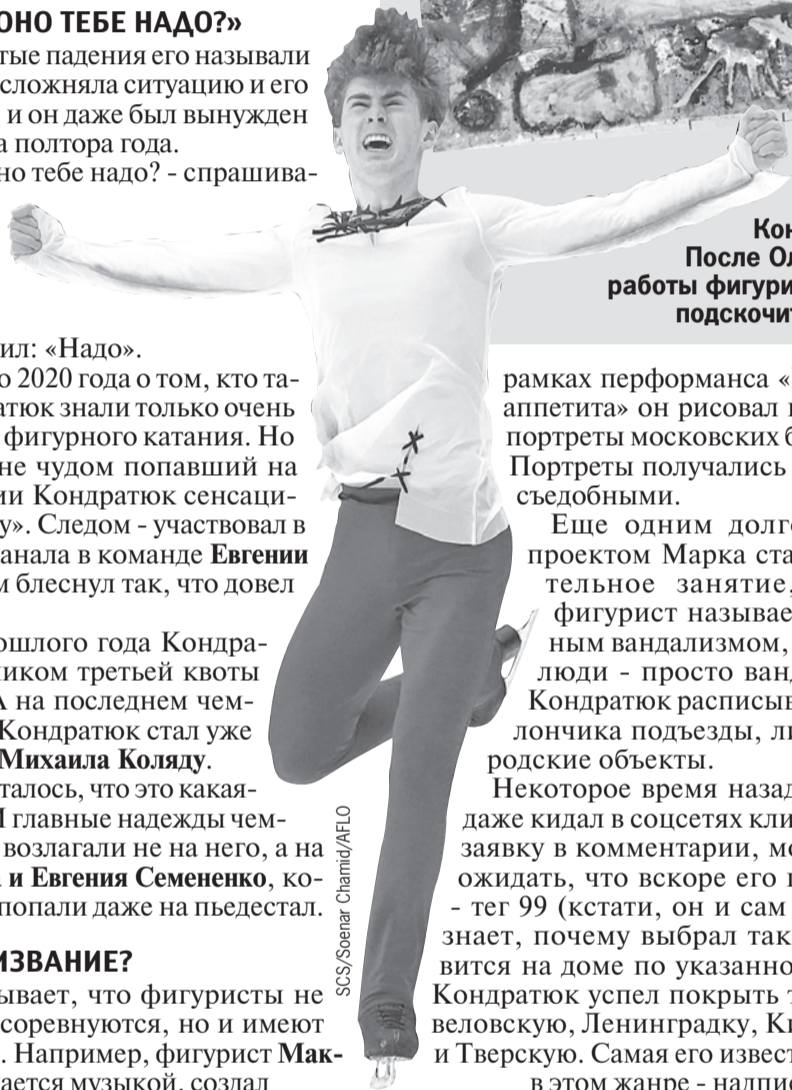 ОНО ТЕБЕ НАДО?»
тые падения его называли
сложняла ситуацию и его
и он даже был вынужден
а полтора года.
но тебе надо? - спрашива-
ил: «Надо».
о 2020 года о том, кто та-
атюк знали только очень
фигурного катания. Но
не чудом попавший на
ии Кондратюк сенсаци-
у». Следом - участвовал в
анала в команде Евгении
м блеснул так, что довел
ошлого года Кондра-
ником третьей квоты
А на последнем чем-
Кондратюк стал уже
Михаила Коляду.
талось, что это какая-
И главные надежды чем-
возлагали не на него, а на
и Евгения Семененко, ко-
попали даже на пьедестал.
ИЗВАНИЕ?
ывает, что фигуристы не
соревнуются, но и имеют
. Например, фигурист Мак-
ается музыкой, создал
SCS/Soenar Chamid/AFLO
Кон
После Ол
работы фигури
подскочит
рамках перформанса «
аппетита» он рисовал
портреты московских б
Портреты получались
съедобными.
Еще одним долго
проектом Марка ста
тельное занятие,
фигурист называе
ным вандализмом,
люди - просто ванд
Кондратюк расписыв
лончика подъезды, ли
родские объекты.
Некоторое время назад
даже кидал в соцсетях кли
заявку в комментарии, мо
ожидать, что вскоре его
- тег 99 (кстати, он и сам
знает, почему выбрал так
вится на доме по указанно
Кондратюк успел покрыть т
веловскую, Ленинградку, Ки
и Тверскую. Самая его извест
в этом жанре - надпис